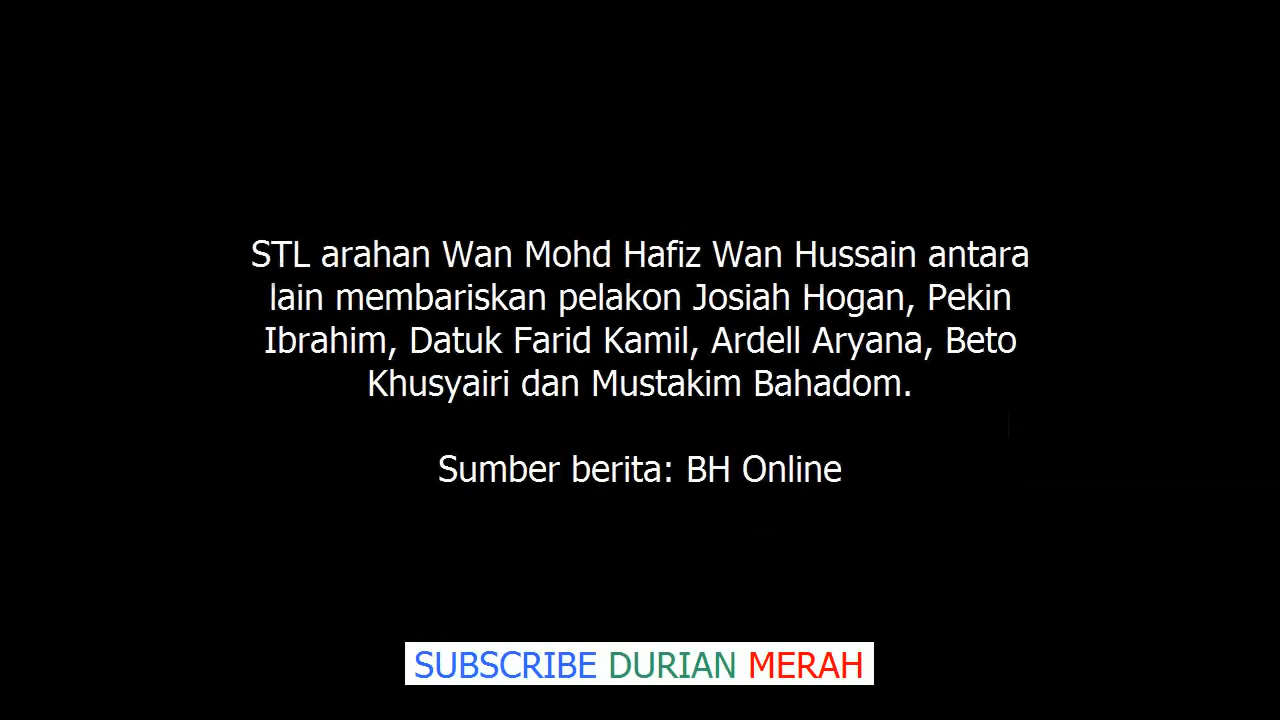 STL arahan Wan Mohd Hafiz Wan Hussain antara
lain membariskan pelakon Josiah Hogan, Pekin
Ibrahim, Datuk Farid Kamil, Ardell Aryana, Beto
Khusyairi dan Mustakim Bahadom.
Sumber berita: BH Online
SUBSCRIBE DURIAN MERAH